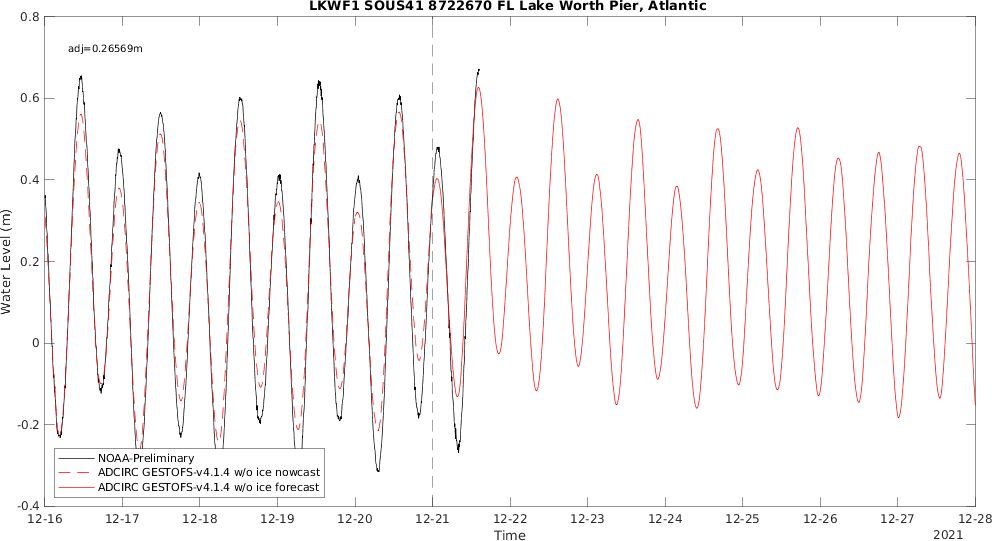 LKWF1 SOUS41 8722670 FL Lake Worth Pier, Atlantic
0.8
adj=0.26569m
0.6
0.4
0.2
0
-0.2
-0.4
Water Level (m)
NOAA-Preliminary
ADCIRC GESTOFS-v4.1.4 w/o ice nowcast
ADCIRC GESTOFS-v4.1.4 w/o ice forecast
12-16 12-17 12-18 12-19 12-20 12-21 12-22 12-23 12-24 12-25 12-26 12-27 12-28
Time
2021